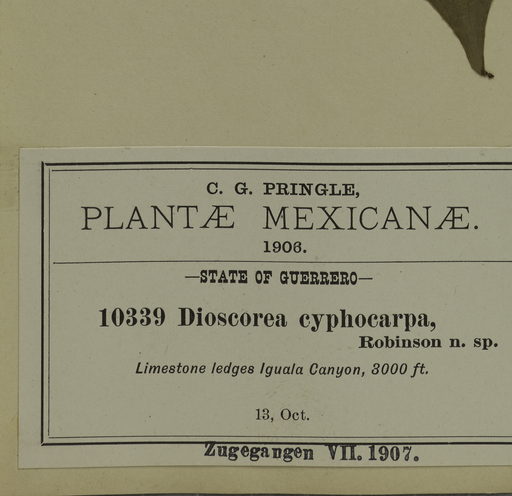 C. G. PRINGLE,
PLANTÆ MEXICANÆ.
1906.
—STATE OF GUERRERO—
10339 Dioscorea cyphocarpa,
Robinson n. sp.
Limestone ledges Iguala Canyon, 3000 ft.
13, Oct.
Zugegangen VII. 1907.